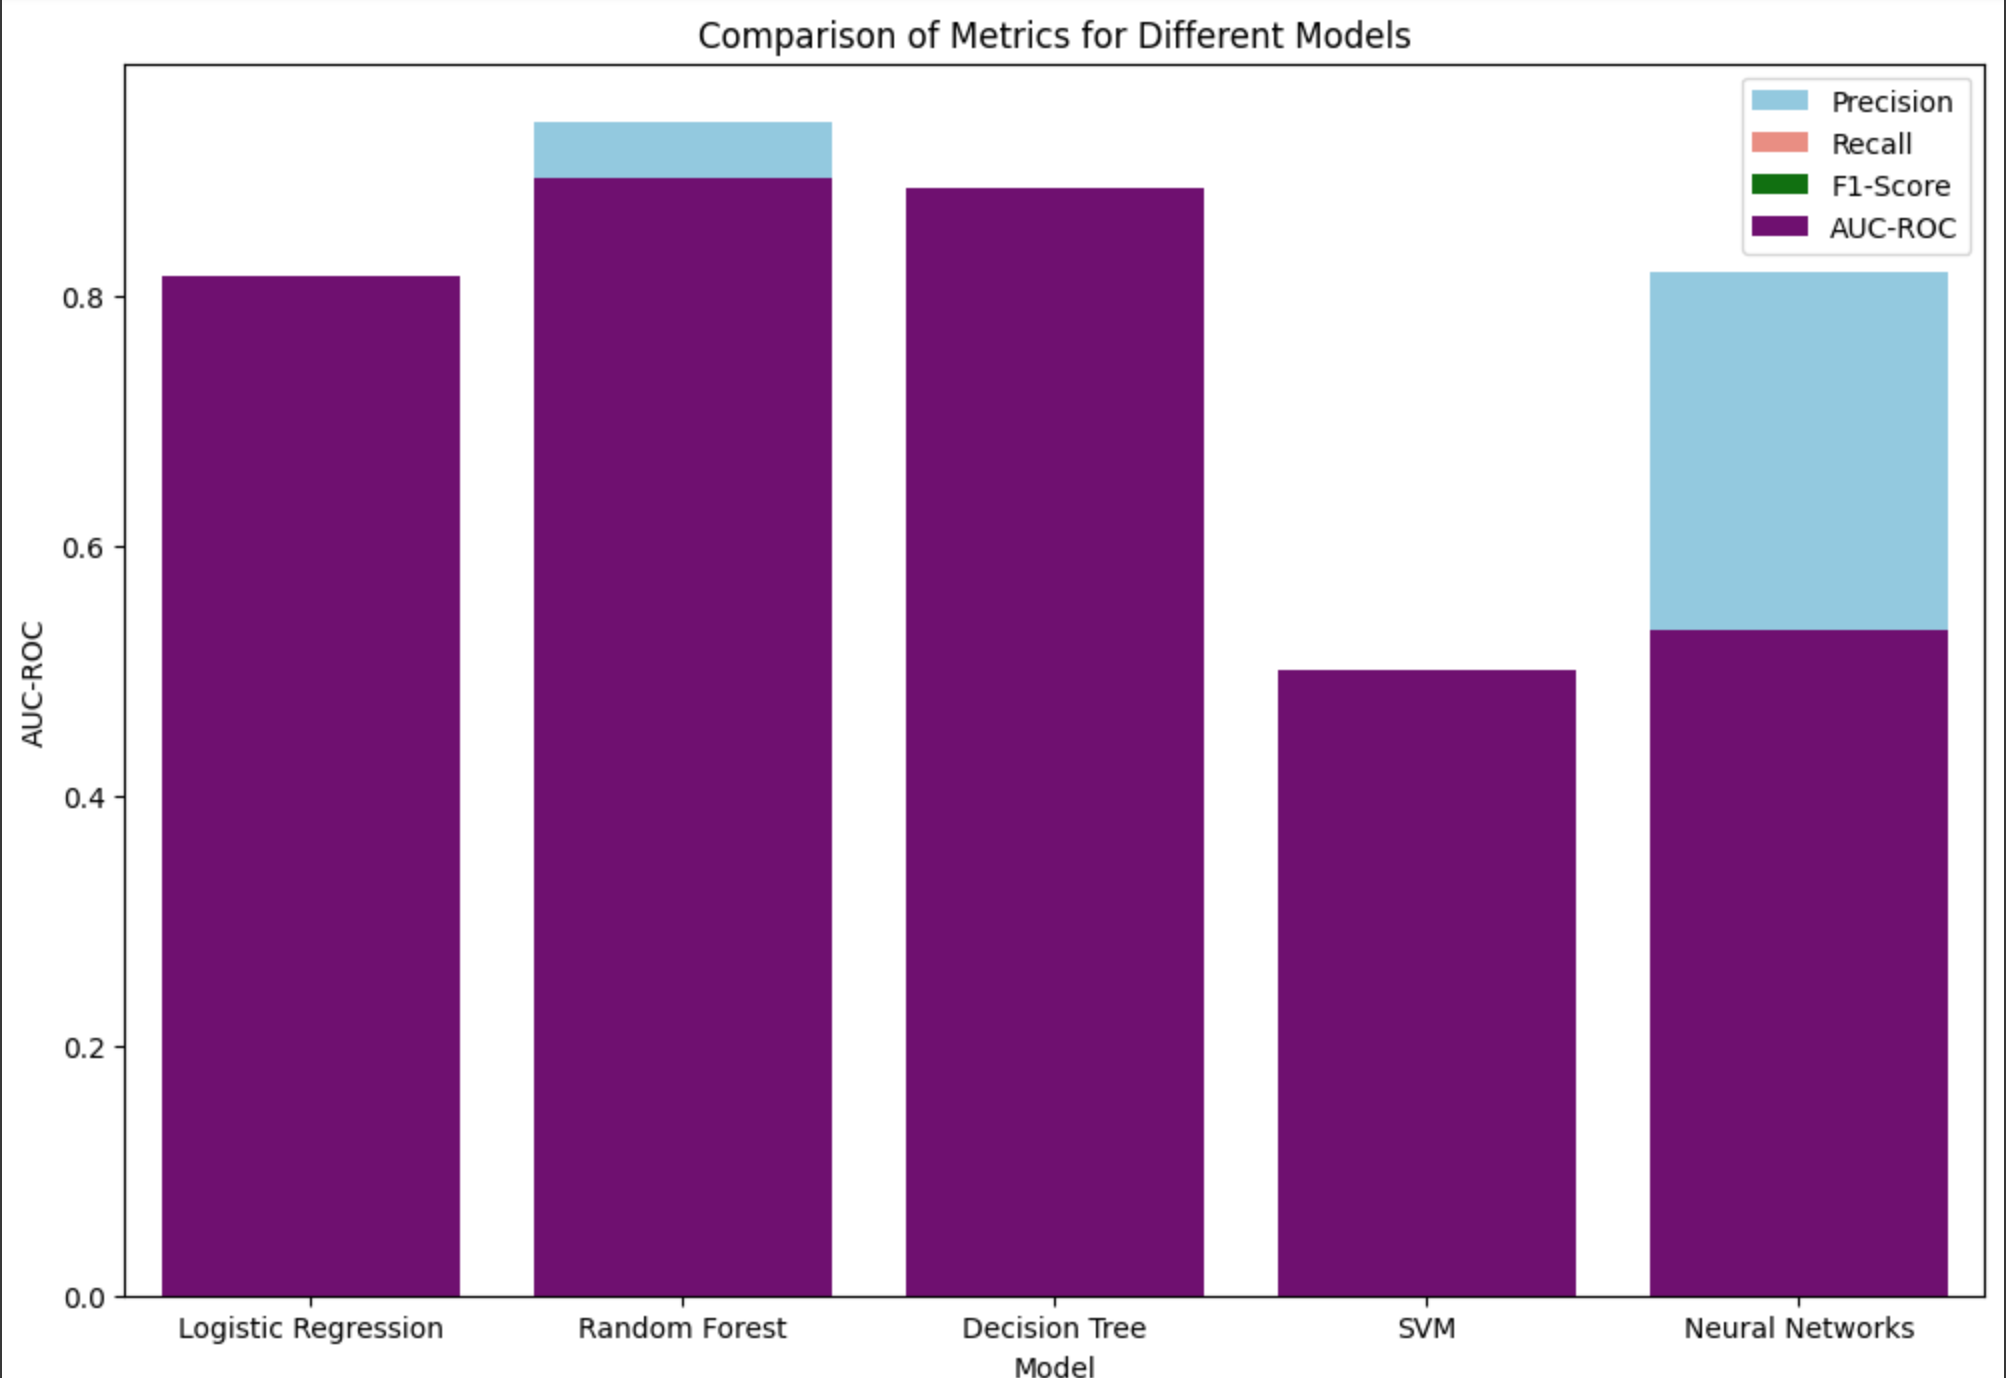 Comparison of Metrics for Different Models
Precision
Recall
F1-Score
AUC-ROC
0.8
0.6
0.4
0.2
0.0
AUC-ROC
Logistic Regression
Random Forest
Decision Tree
SVM
Neural Networks
Model